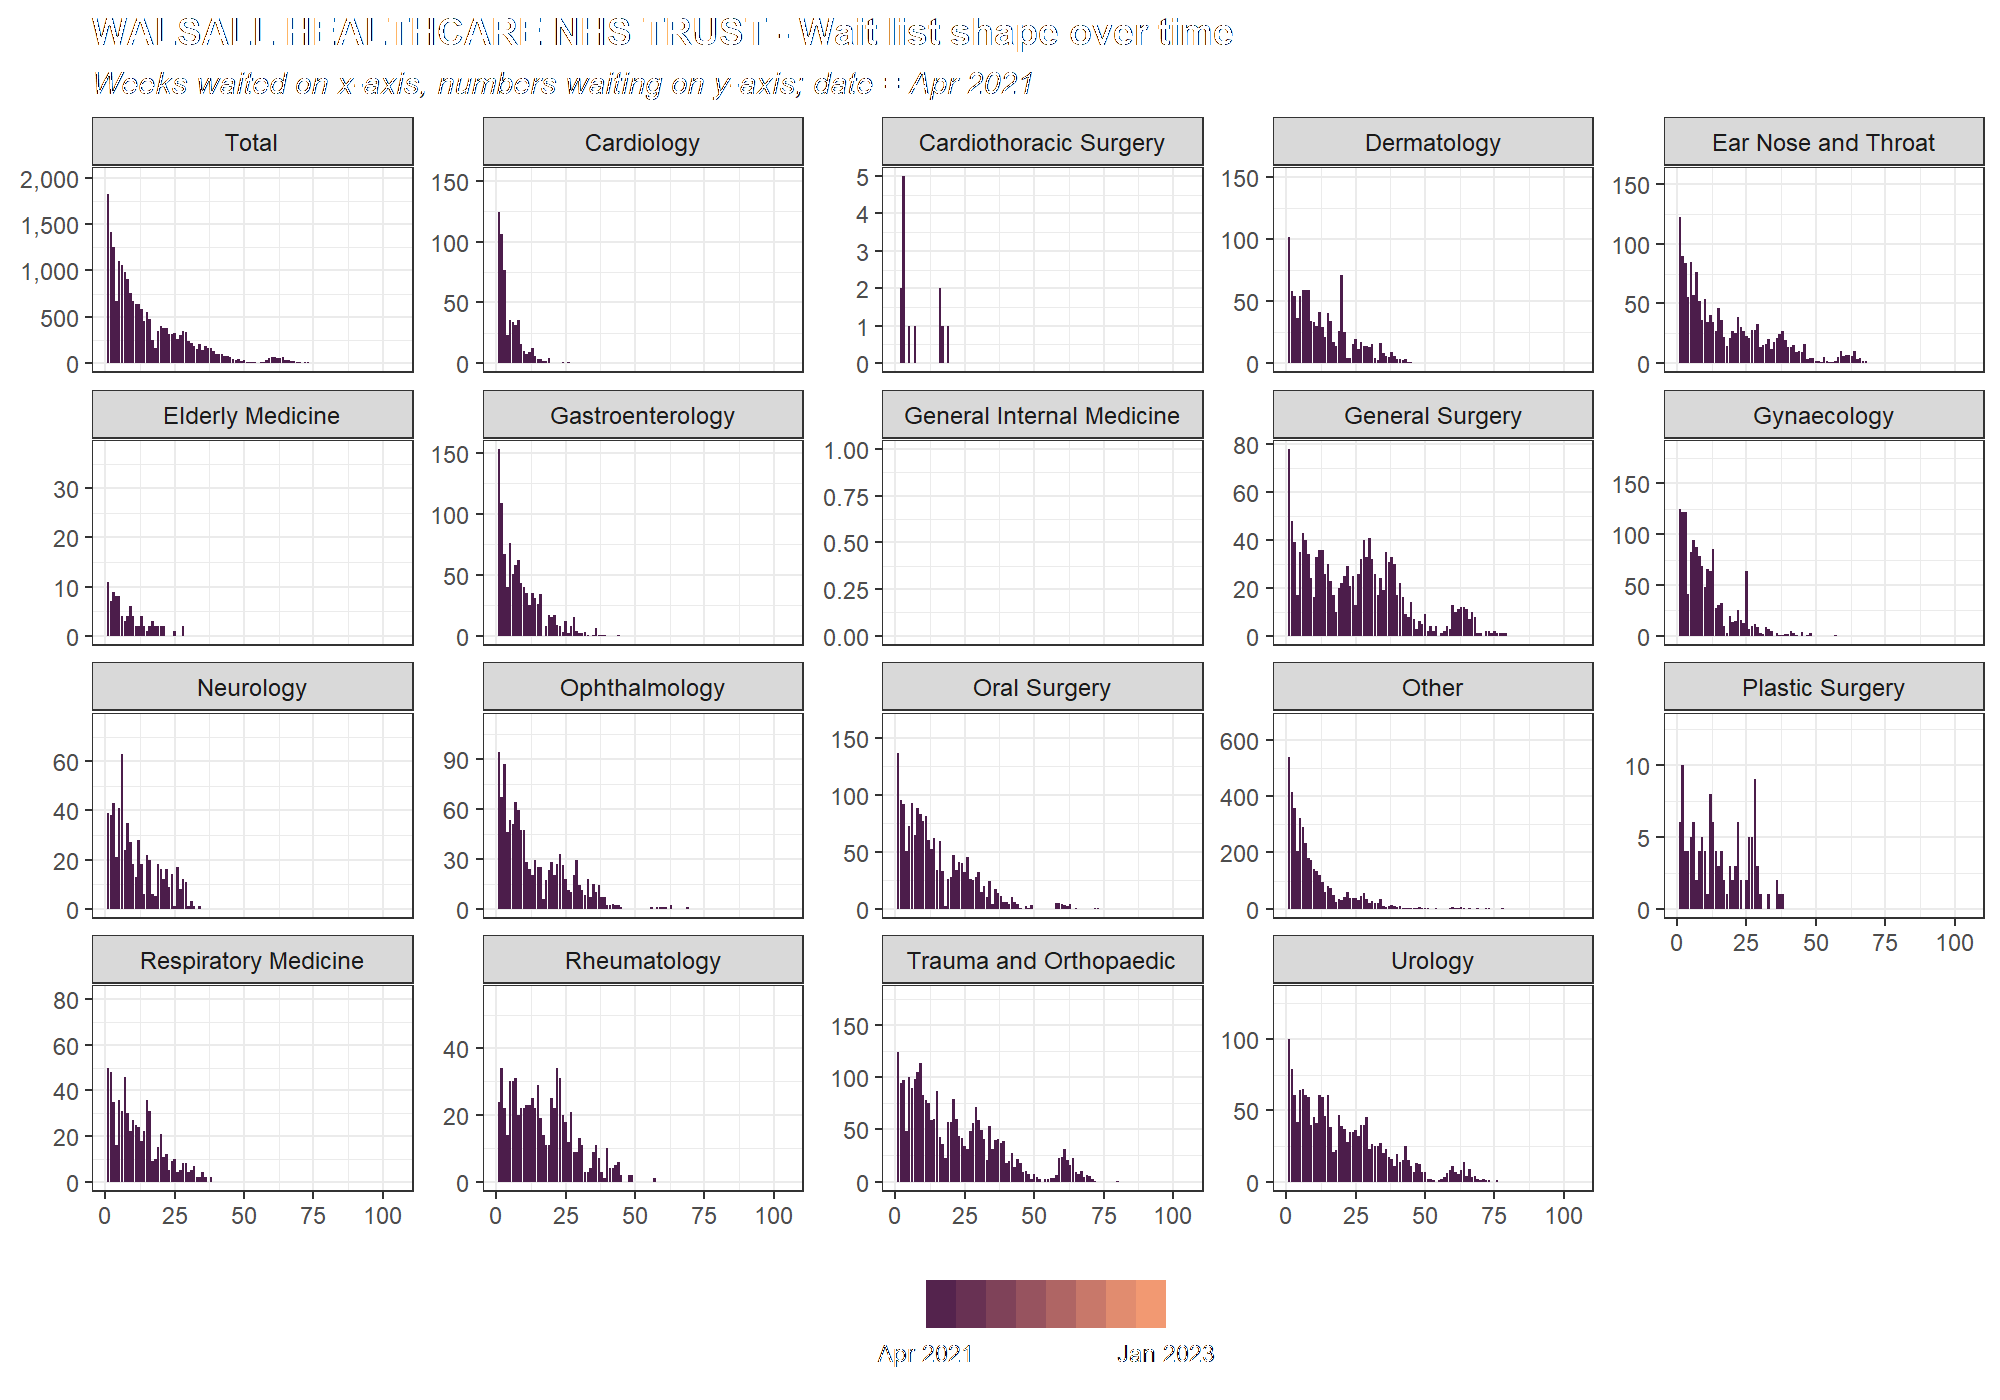 WALSALL HEALTHCARE NHS TRUST - Wait list shape over time
Weeks waited on x-axis, numbers waiting on y-axis; date = Apr 2021
Total Cardiology Cardiothoracic Surgery Dermatology Ear Nose and Throat
2,000 1,500 1,000 500 0
150 100 50 0
5 4 3 2 1 0
150 100 50 0
150 100 50 0
Elderly Medicine Gastroenterology General Internal Medicine General Surgery Gynaecology
30 20 10 0
150 100 50 0
1.00 0.75 0.50 0.25 0.00
80 60 40 20 0
150 100 50 0
Neurology Ophthalmology Oral Surgery Other Plastic Surgery
60 40 20 0
90 60 30 0
150 100 50 0
600 400 200 0
10 5 0
0 25 50 75 100
Respiratory Medicine Rheumatology Trauma and Orthopaedic Urology
80 60 40 20 0
40 20 0
150 100 50 0
100 50 0
0 25 50 75 100 0 25 50 75 100 0 25 50 75 100 0 25 50 75 100
Apr 2021 Jan 2023